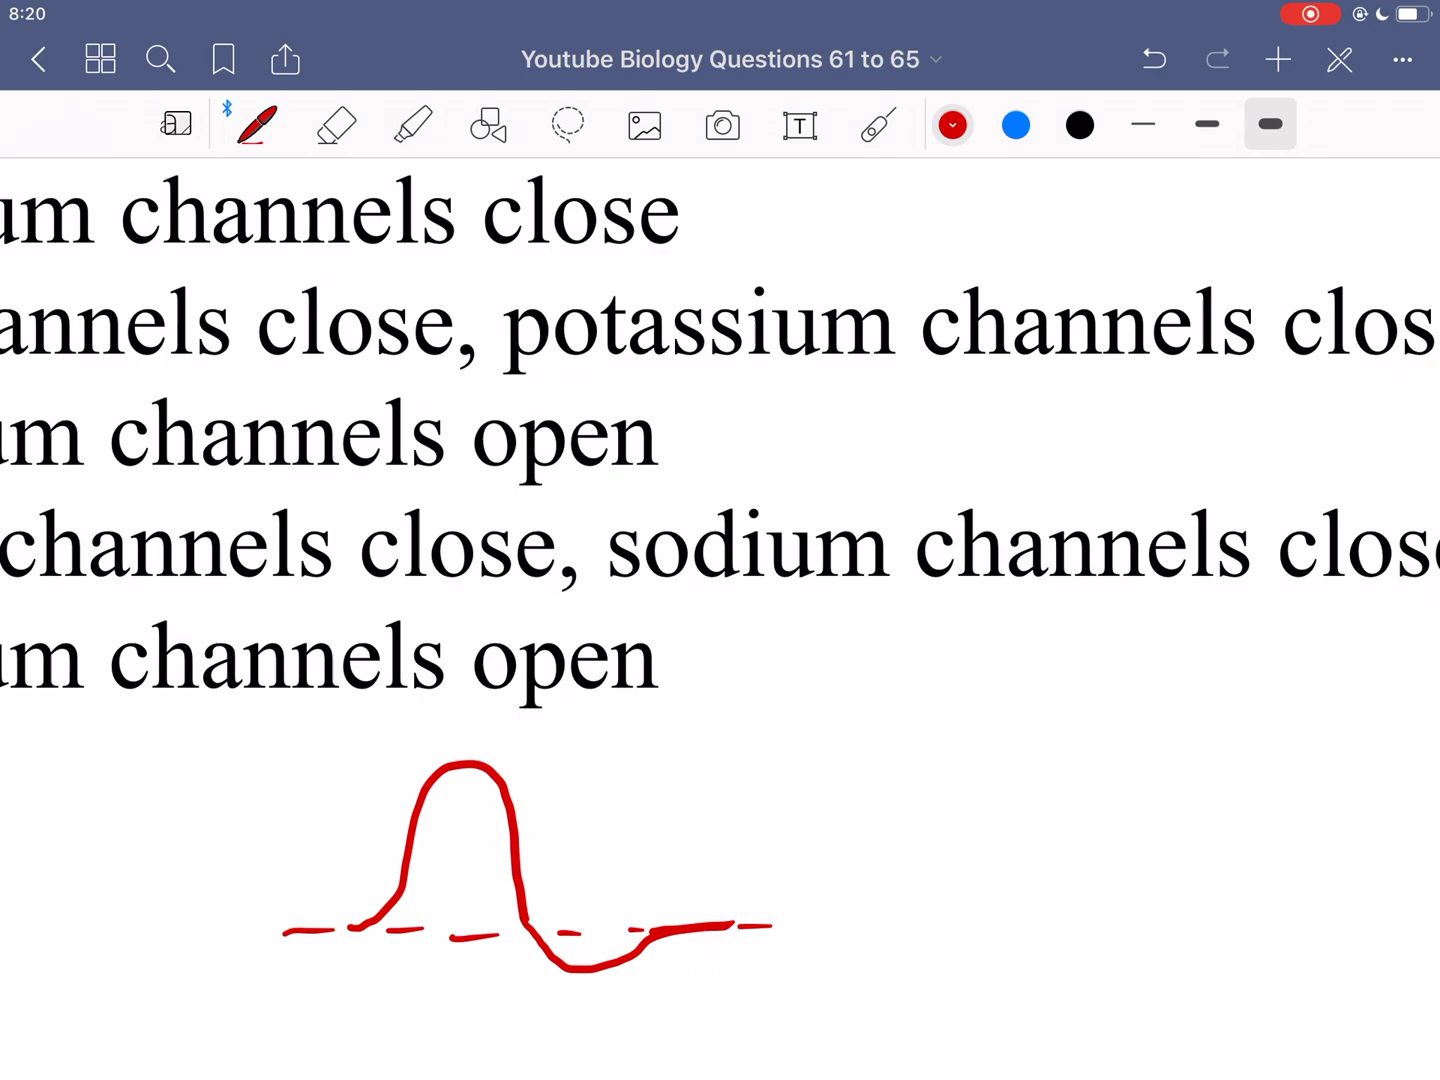 8:20
Youtube Biology Questions 61 to 65
T
um channels close
annels close, potassium channels clos
um channels open
channels close, sodium channels close
um channels open